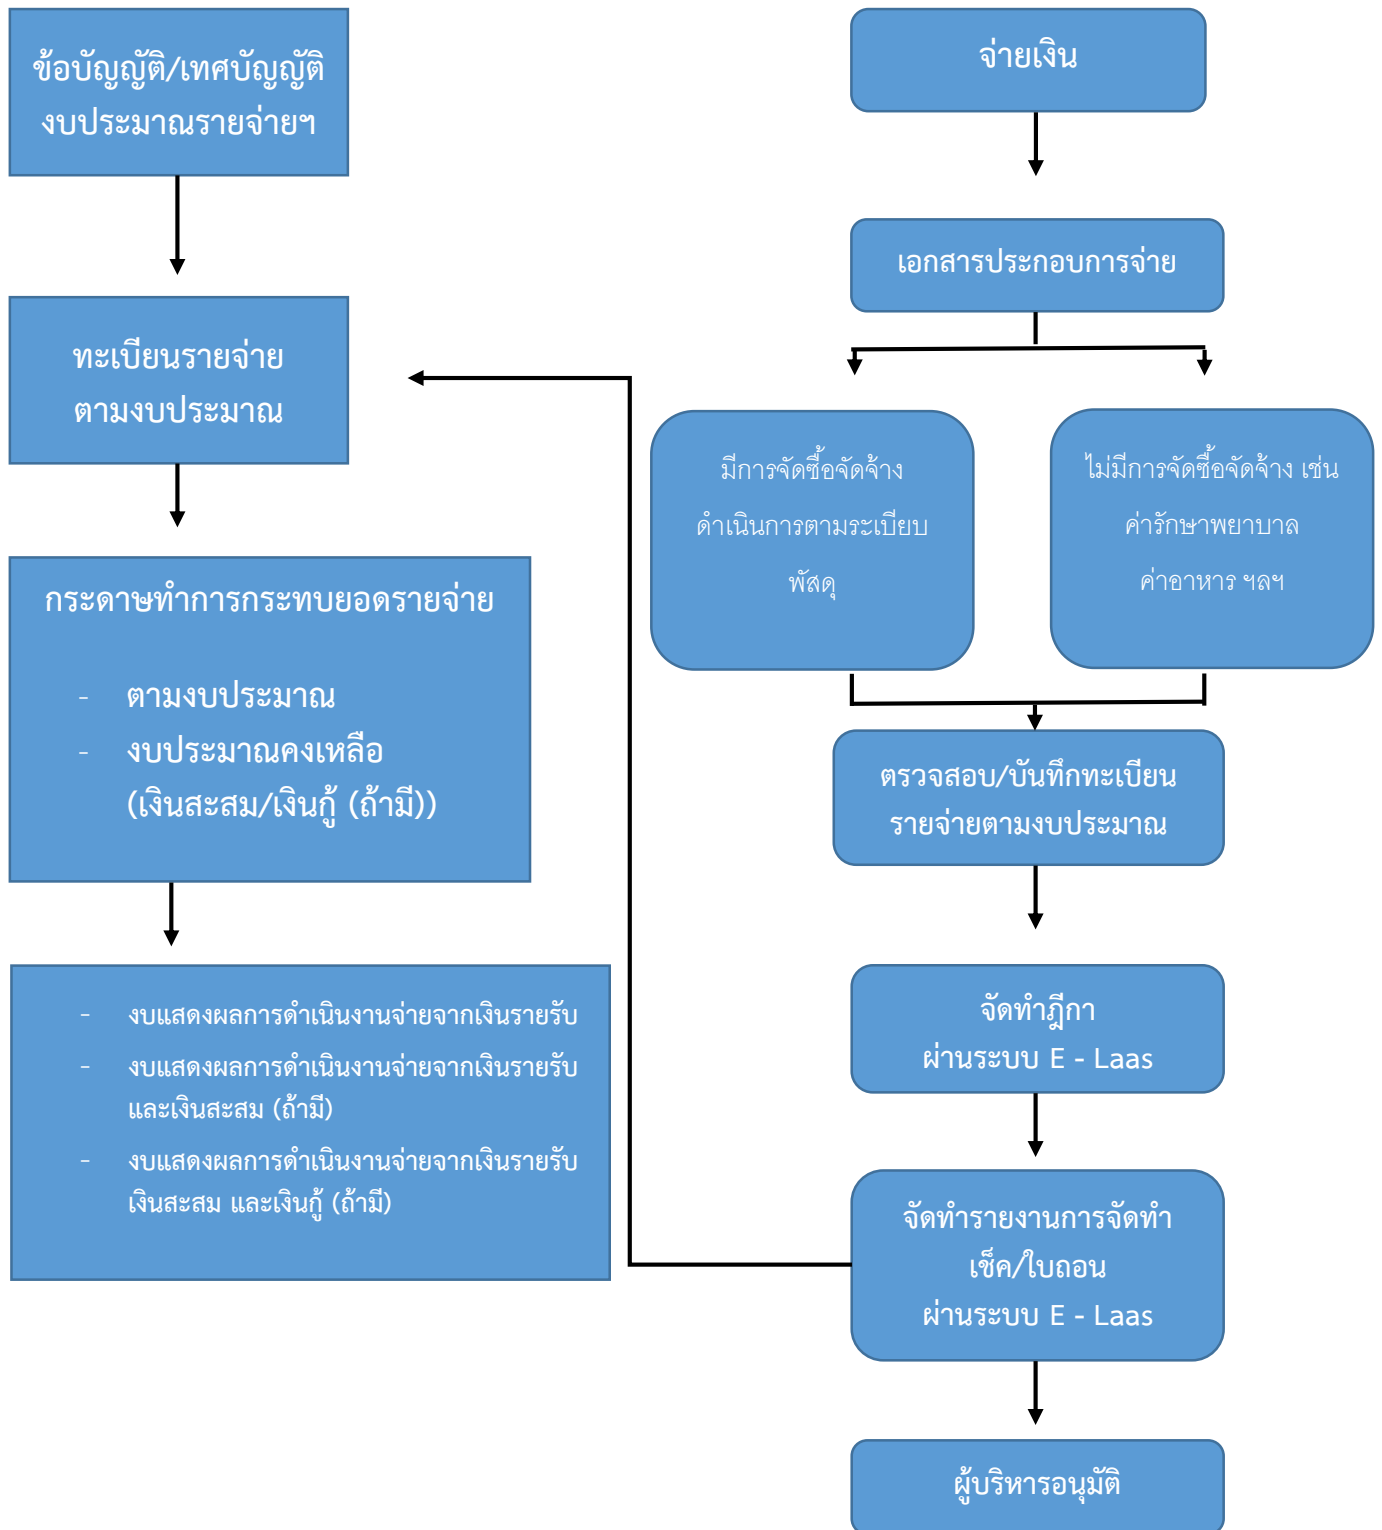 ข้อบัญญัติ/เทศบัญญัติ
งบประมาณรายจ่ายฯ
ทะเบียนรายจ่าย
ตามงบประมาณ
กระดาษทำการกระทบยอดรายจ่าย
- ตามงบประมาณ
- งบประมาณคงเหลือ
(เงินสะสม/เงินกู้ (ถ้ามี))
- งบแสดงผลการดำเนินงานจ่ายจากเงินรายรับ
- งบแสดงผลการดำเนินงานจ่ายจากเงินรายรับ
และเงินสะสม (ถ้ามี)
- งบแสดงผลการดำเนินงานจ่ายจากเงินรายรับ
เงินสะสม และเงินกู้ (ถ้ามี)
จ่ายเงิน
เอกสารประกอบการจ่าย
มีการจัดซื้อจัดจ้าง
ดำเนินการตามระเบียบ
พัสดุ
ไม่มีการจัดซื้อจัดจ้าง เช่น
ค่ารักษาพยาบาล
ค่าอาหาร ฯลฯ
ตรวจสอบ/บันทึกทะเบียน
รายจ่ายตามงบประมาณ
จัดทำฎีกา
ผ่านระบบ E - Laas
จัดทำรายงานการจัดทำ
เช็ค/ใบถอน
ผ่านระบบ E - Laas
ผู้บริหารอนุมัติ